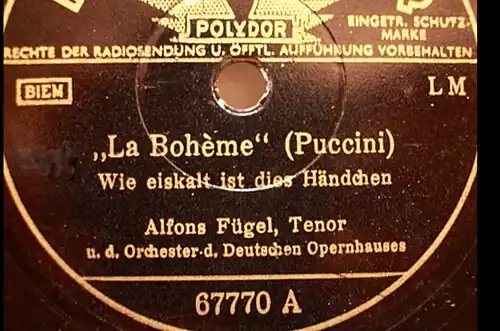 POLYDOR
EINGETR. SCHUTZ-
MARKE
RECHTE DER RADIOSENDUNG U. ÖFFTL. AUFFÜHRUNG VORBEHALTEN
BIEM
LM
„La Bohème“ (Puccini)
Wie eiskalt ist dies Händchen
Alfons Fügel, Tenor
u. d. Orchester d. Deutschen Opernhauses
67770 A